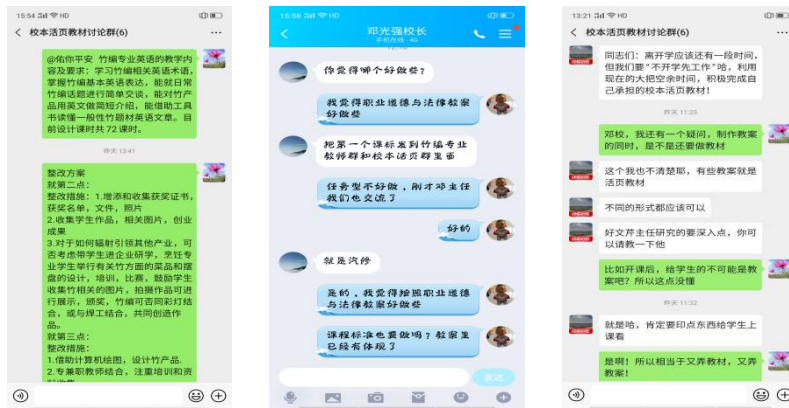 15:54 HD
校本活页教材讨论群(6)
@佑你平安 竹编专业英语的教学内
容及要求：学习竹编相关英语术语，
掌握竹编基本英语表达，能就日常
竹编话题进行简单交谈，能对竹产
品用英文做简短介绍，能借助工具
书读懂一般性竹题材英语文章。目
前设计课时共72课时。
昨天 13:41
整改方案
就第二点：
整改措施：1.增添和收集获奖证书，
获奖名单，文件，照片
2.收集学生作品，相关图片，创业
成果
3.对于如何辐射引领其他产业，可
否考虑带学生进企业研学，烹饪专
业学生举行有关竹方面的菜品和摆
盘的设计，培训，比赛，鼓励学生
收集竹相关的图片，拍摄作品可进
行展示，颁奖，竹编可否同彩灯结
合，或与焊工结合，共同创造作
品。
就第三点：
整改措施：
1.借助计算机绘图，设计竹产品.
2.专兼职教师结合，注重培训和资
15:58 HD
邓光强校长
手机在线 - 4G
你觉得哪个好做些？
我觉得职业道德与法律教案
好做些
把第一个课标发到竹编专业
教师群和校本活页群里面
任务型不好做，刚才邓主任
我们也交流了
好的
就是汽修
是的，我觉得按照职业道德
与法律教案好做些
课程标准也要做吗？教案里
已经有体现了
发送
13:21 HD
校本活页教材讨论群(6)
同志们：离开学应该还有一段时间，
但我们要“不开学先工作”哈，利用
现在的大把空余时间，积极完成自
己承担的校本活页教材！
昨天 11:25
邓校，我还有一个疑问，制作教案
的同时，是不是还要做教材
这个我也不清楚耶，有些教案就是
活页教材
不同的形式都应该可以
好文芹主任研究的要深入点，你可
以请教一下他
比如开课后，给学生的不可能是教
案吧？所以这点没懂
昨天 11:32
就是哈，肯定要印点东西给学生上
课看
是啊！所以相当于又弄教材，又弄
教案！